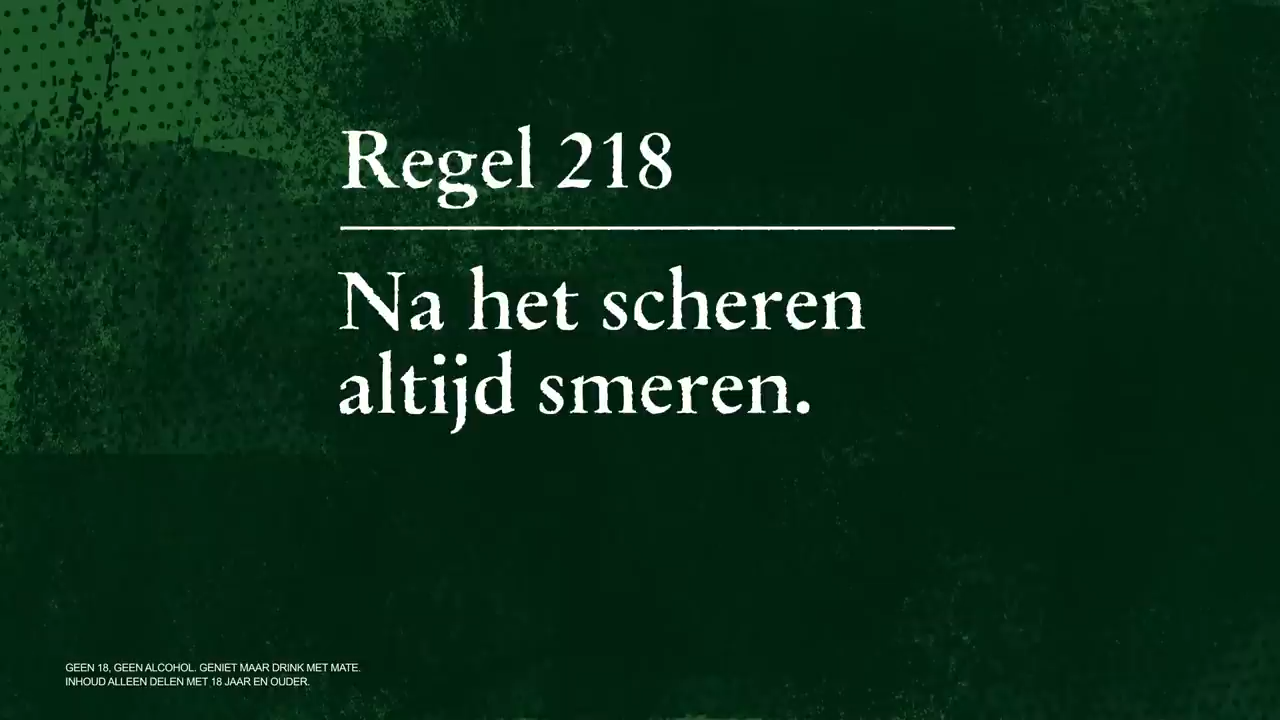 Regel 218
Na het scheren
altijd smeren.
GEEN 18, GEEN ALCOHOL. GENIET MAAR DRINK MET MATE.
INHOUD ALLEEN DELEN MET 18 JAAR EN OUDER.